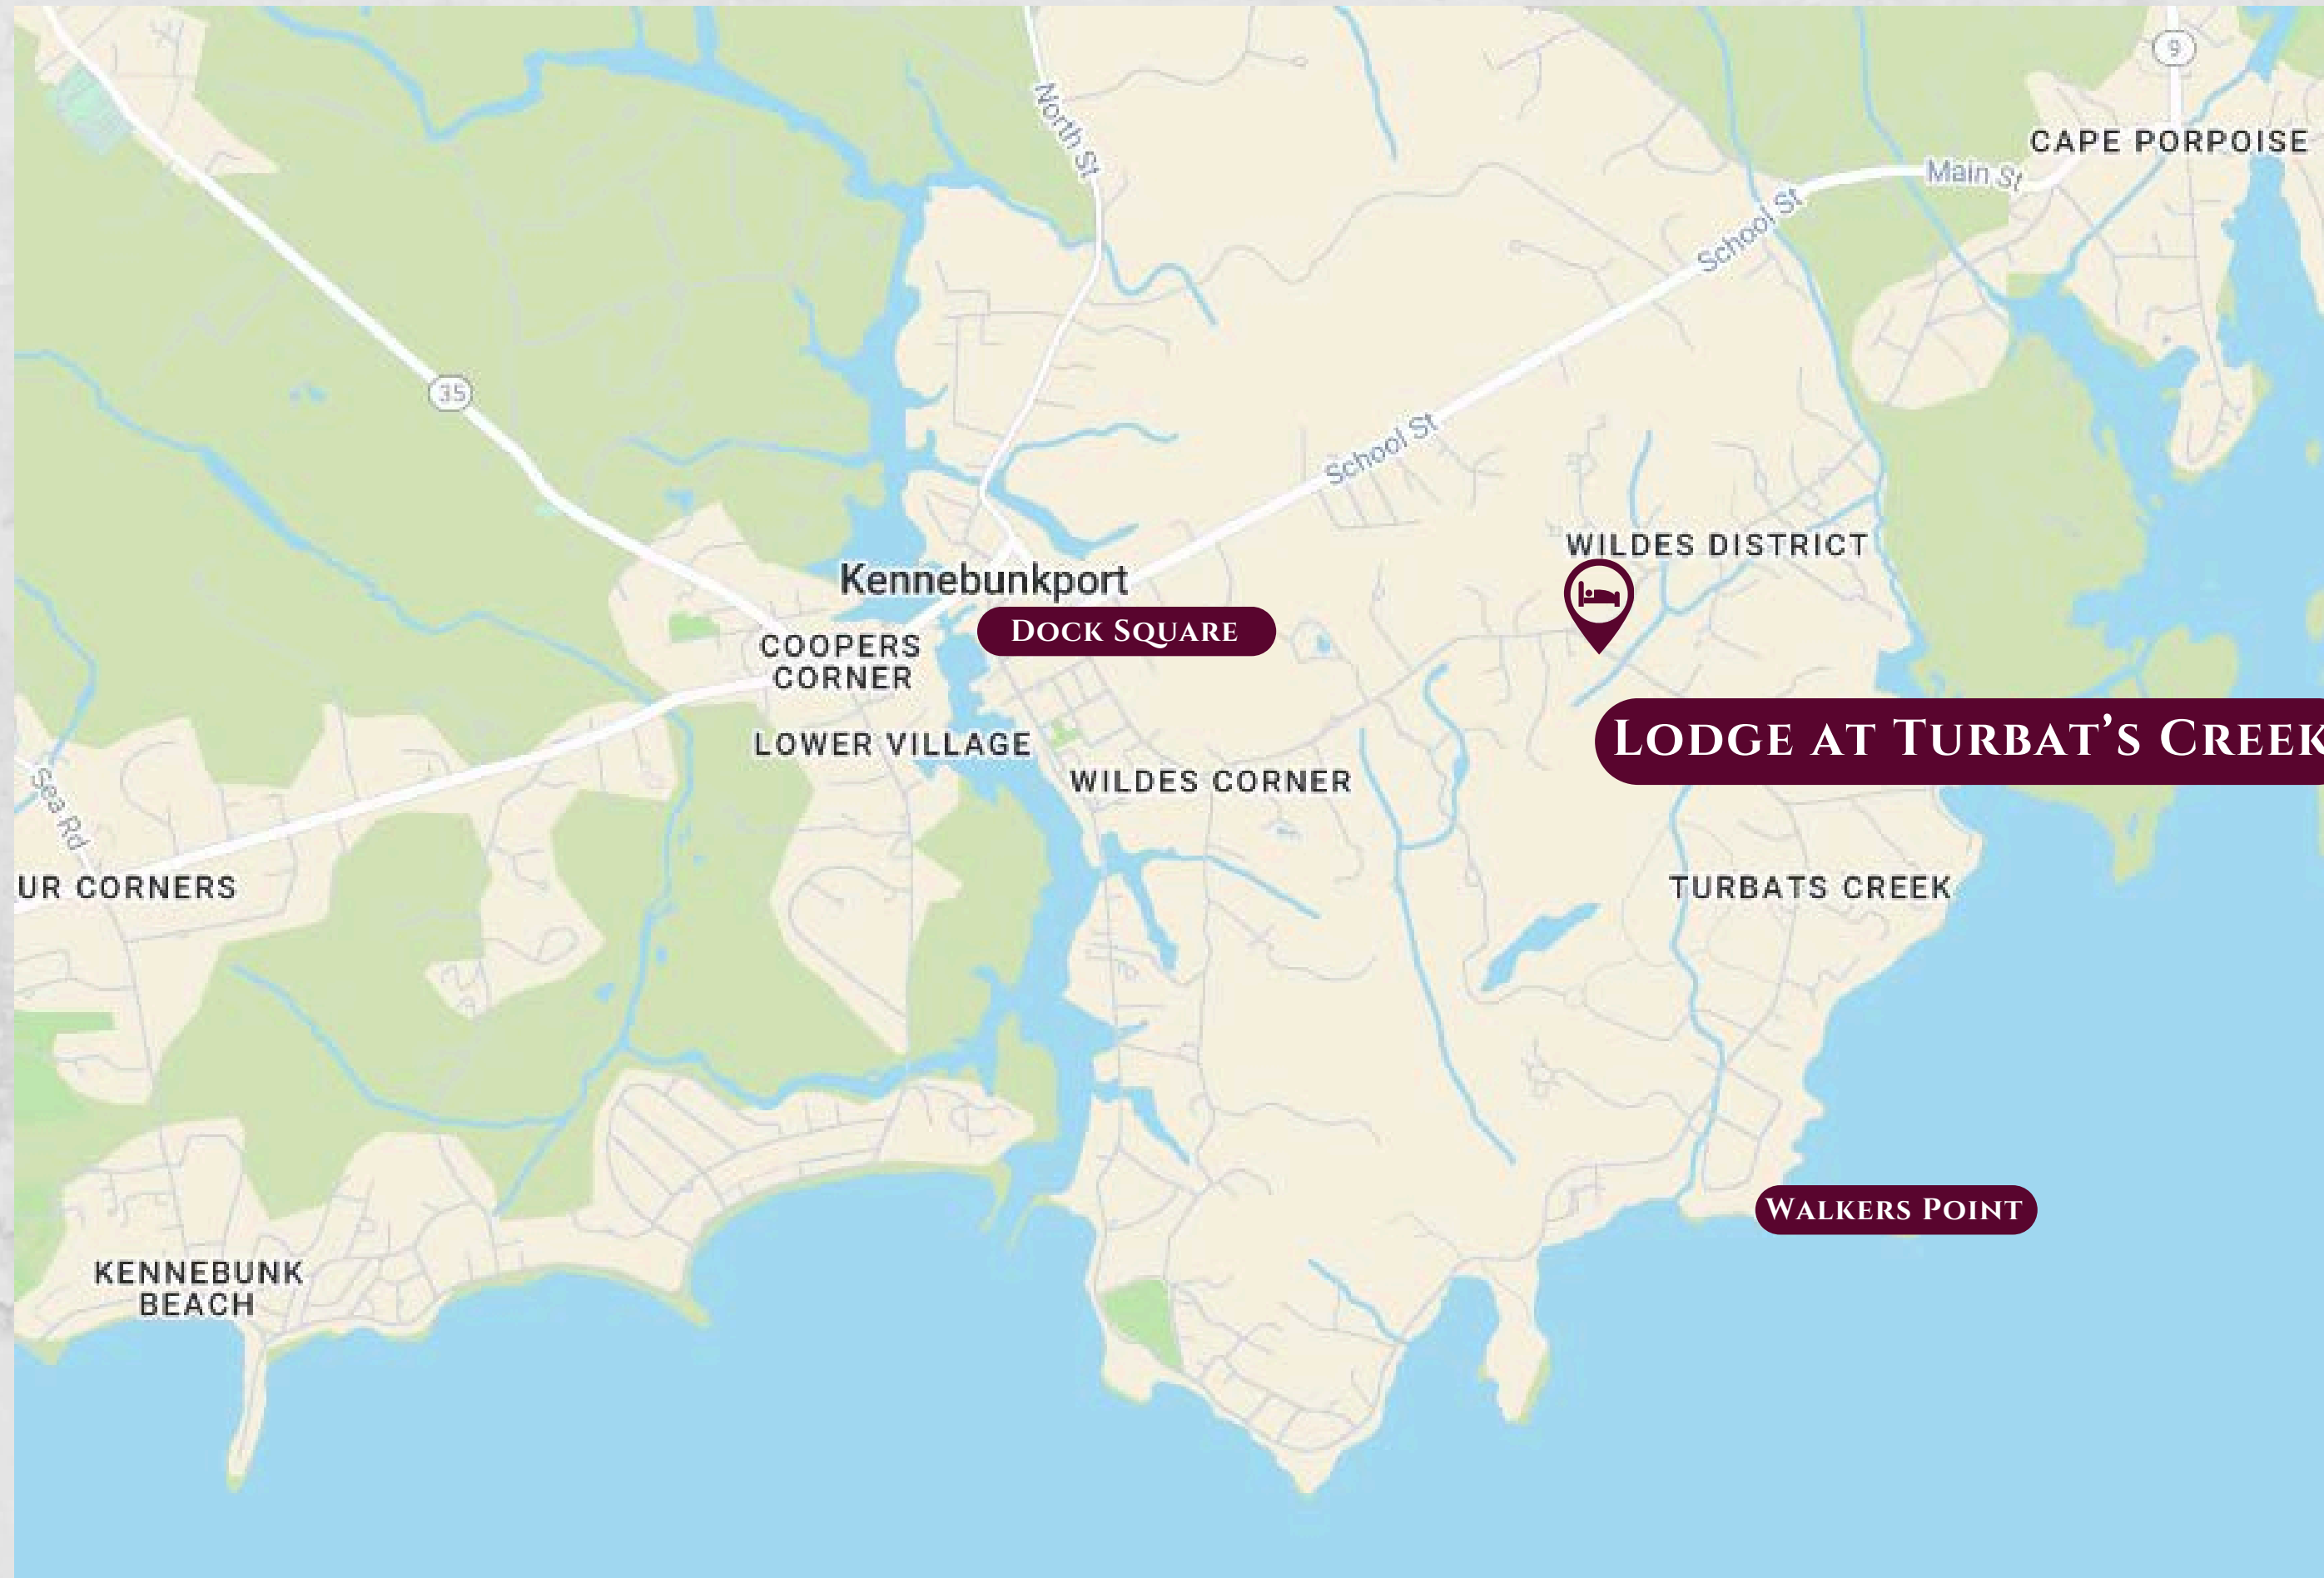 9
CAPE PORPOISE
North St
Main St
School St
35
School St
WILDES DISTRICT
Kennebunkport
Dock Square
COOPERS
CORNER
Lodge at Turbat’s Creek
LOWER VILLAGE
WILDES CORNER
Sea Rd
UR CORNERS
TURBATS CREEK
Walkers Point
KENNEBUNK
BEACH